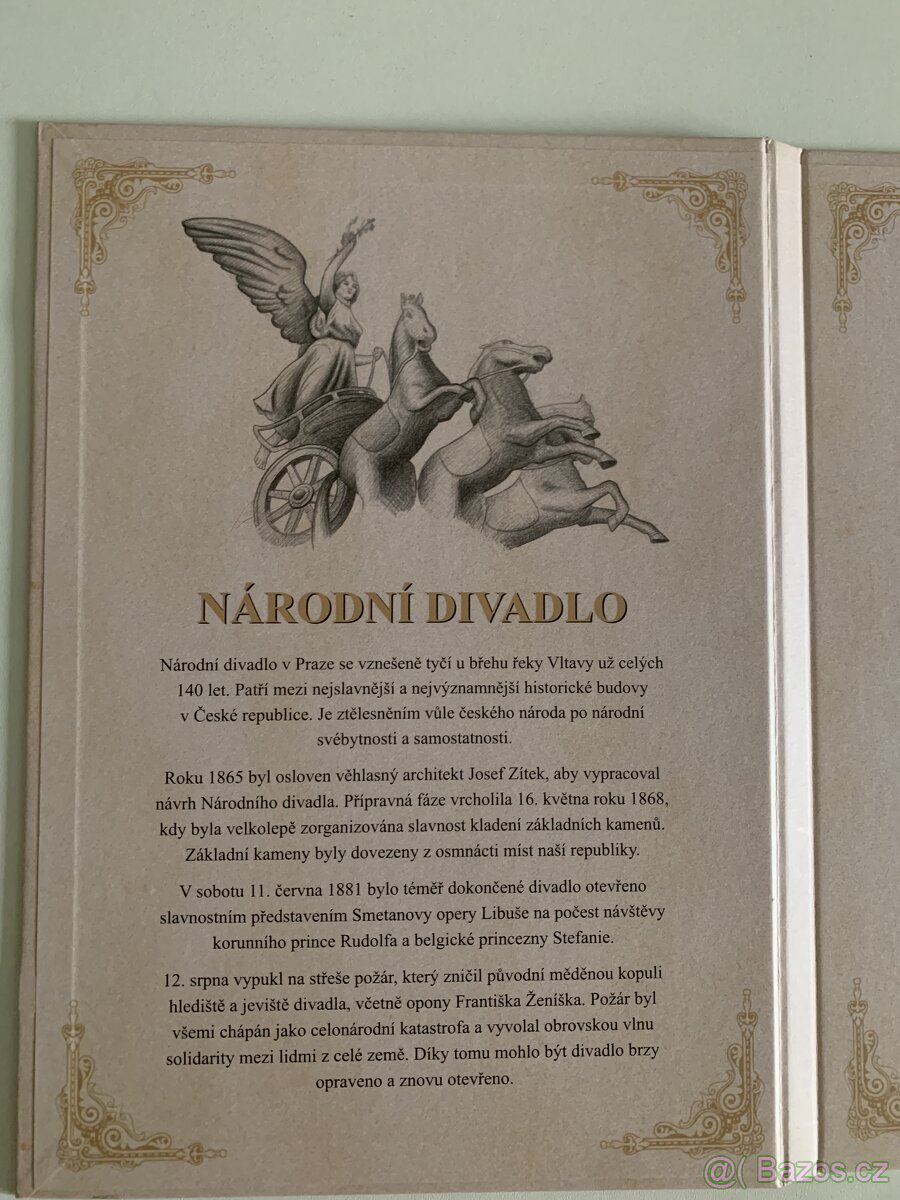 NÁRODNÍ DIVADLO
Národní divadlo v Praze se vznešeně tyčí u břehu řeky Vltavy už celých
140 let. Patří mezi nejslavnější a nejvýznamnější historické budovy
v České republice. Je ztělesněním vůle českého národa po národní
svébytnosti a samostatnosti.
Roku 1865 byl osloven věhlasný architekt Josef Zítek, aby vypracoval
návrh Národního divadla. Přípravná fáze vrcholila 16. května roku 1868,
kdy byla velkolepě zorganizována slavnost kladení základních kamenů.
Základní kameny byly dovezeny z osmnácti míst naší republiky.
V sobotu 11. června 1881 bylo téměř dokončené divadlo otevřeno
slavnostním představením Smetanovy opery Libuše na počest návštěvy
korunního prince Rudolfa a belgické princezny Stefanie.
12. srpna vypukl na střeše požár, který zničil původní měděnou kopuli
hlediště a jeviště divadla, včetně opony Františka Ženíška. Požár byl
všemi chápán jako celonárodní katastrofa a vyvolal obrovskou vlnu
solidarity mezi lidmi z celé země. Díky tomu mohlo být divadlo brzy
opraveno a znovu otevřeno.
@( Bazos.cz